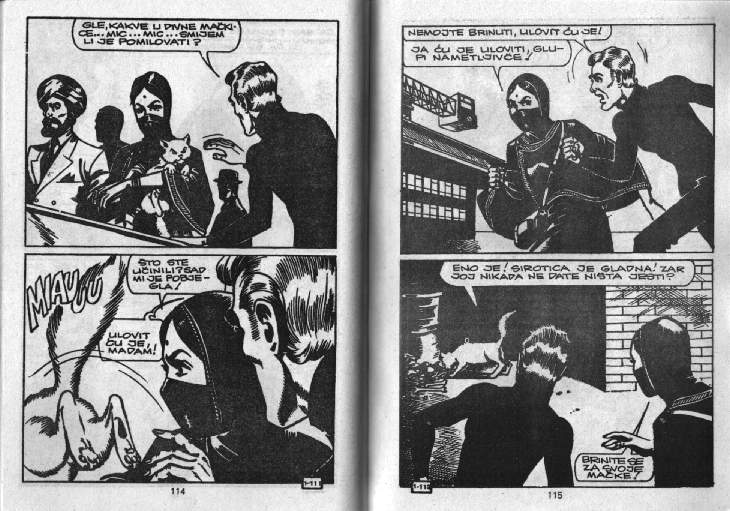 GLE, KAKVE LI DIVNE MAČKI-
CE... MIC... MIC... SMIJEM
LI JE POMILOVATI?
ŠTO STE
UČINILI? SAD
MI JE POBJE-
GLA!
MIAUUU
ULOVIT
ĆU JE,
MADAM!
114
1-111
NEMOJTE BRINUTI, ULOVIT ĆU JE!
JA ĆU JE ULOVITI, GLU-
PI NAMETLJIVČE!
ENO JE! SIROTICA JE GLADNA! ZAR
JOJ NIKADA NE DATE NIŠTA JESTI?
BRINITE SE
ZA SVOJE
MAČKE!
115